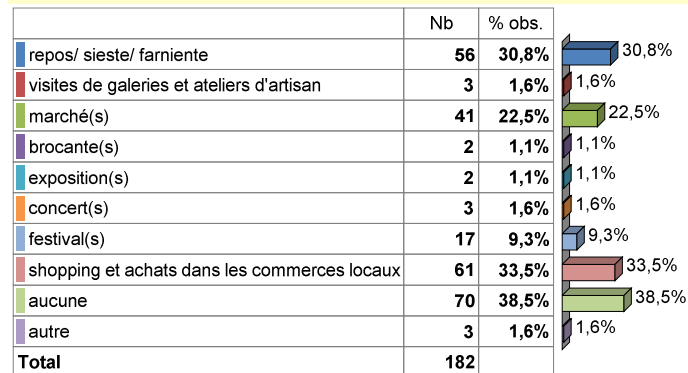 Nb % obs.
repos/ sieste/ farniente 56 30,8% 30,8%
visites de galeries et ateliers d'artisan 3 1,6% 1,6%
marché(s) 41 22,5% 22,5%
brocante(s) 2 1,1% 1,1%
exposition(s) 2 1,1% 1,1%
concert(s) 3 1,6% 1,6%
festival(s) 17 9,3% 9,3%
shopping et achats dans les commerces locaux 61 33,5% 33,5%
aucune 70 38,5% 38,5%
autre 3 1,6% 1,6%
Total 182